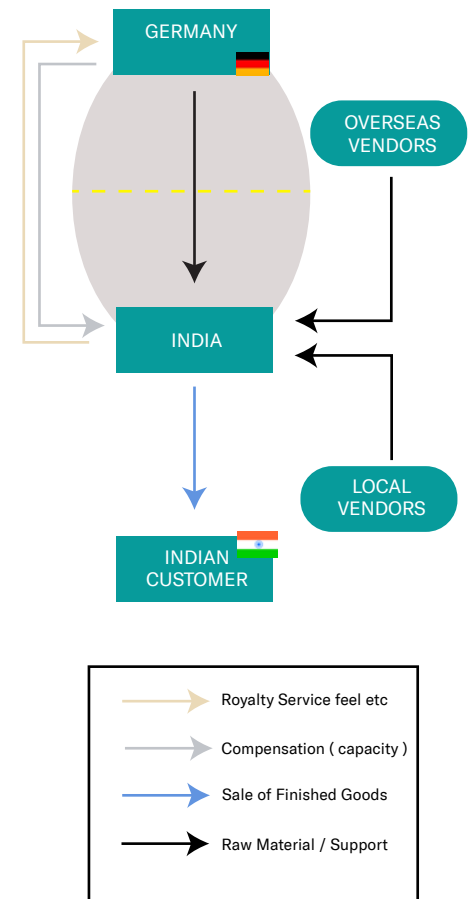 GERMANY
OVERSEAS
VENDORS
INDIA
LOCAL
VENDORS
INDIAN
CUSTOMER
Royalty Service feel etc
Compensation ( capacity )
Sale of Finished Goods
Raw Material / Support